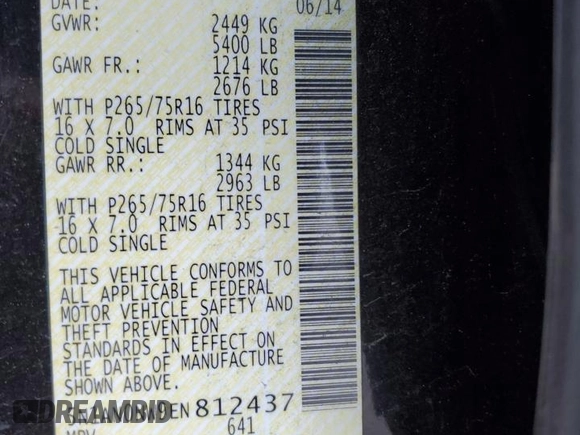 DATE: 06/14
GVWR: 2449 KG
5400 LB
GAWR FR.: 1214 KG
2676 LB
WITH P265/75R16 TIRES
16 X 7.0 RIMS AT 35 PSI
COLD SINGLE
GAWR RR.: 1344 KG
2963 LB
WITH P265/75R16 TIRES
16 X 7.0 RIMS AT 35 PSI
COLD SINGLE
THIS VEHICLE CONFORMS TO
ALL APPLICABLE FEDERAL
MOTOR VEHICLE SAFETY AND
THEFT PREVENTION
STANDARDS IN EFFECT ON
THE DATE OF MANUFACTURE
SHOWN ABOVE.
812437
DREAMBID
MPV 641